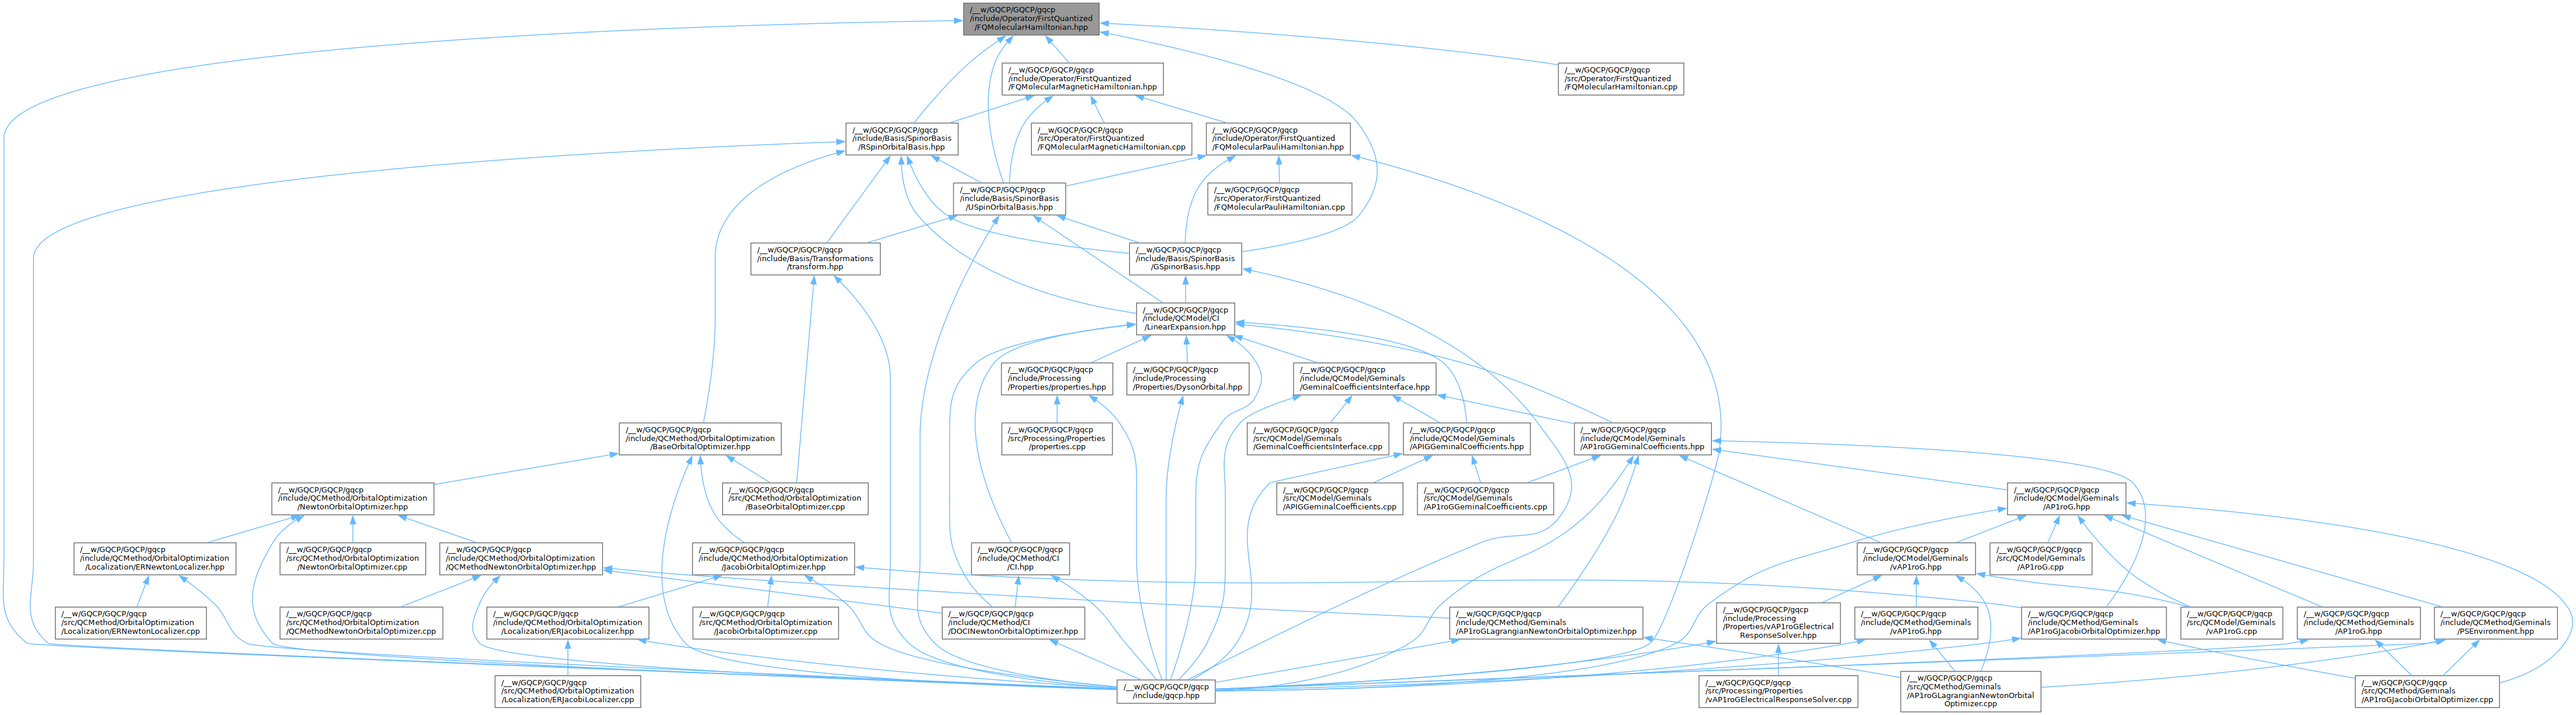 /__w/GQCP/GQCP/gqcp
/include/Operator/FirstQuantized
/FQMolecularHamiltonian.hpp
/__w/GQCP/GQCP/gqcp
/include/Operator/FirstQuantized
/FQMolecularMagneticHamiltonian.hpp
/__w/GQCP/GQCP/gqcp
/src/Operator/FirstQuantized
/FQMolecularHamiltonian.cpp
/__w/GQCP/GQCP/gqcp
/include/Basis/SpinorBasis
/RSpinOrbitalBasis.hpp
/__w/GQCP/GQCP/gqcp
/src/Operator/FirstQuantized
/FQMolecularMagneticHamiltonian.cpp
/__w/GQCP/GQCP/gqcp
/include/Operator/FirstQuantized
/FQMolecularPauliHamiltonian.hpp
/__w/GQCP/GQCP/gqcp
/include/Basis/SpinorBasis
/USpinOrbitalBasis.hpp
/__w/GQCP/GQCP/gqcp
/src/Operator/FirstQuantized
/FQMolecularPauliHamiltonian.cpp
/__w/GQCP/GQCP/gqcp
/include/Basis/Transformations
/transform.hpp
/__w/GQCP/GQCP/gqcp
/include/Basis/SpinorBasis
/GSpinorBasis.hpp
/__w/GQCP/GQCP/gqcp
/include/QCModel/CI
/LinearExpansion.hpp
/__w/GQCP/GQCP/gqcp
/include/Processing
/Properties/properties.hpp
/__w/GQCP/GQCP/gqcp
/include/Processing
/Properties/DysonOrbital.hpp
/__w/GQCP/GQCP/gqcp
/include/QCModel/Geminals
/GeminalCoefficientsInterface.hpp
/__w/GQCP/GQCP/gqcp
/include/QCMethod/OrbitalOptimization
/BaseOrbitalOptimizer.hpp
/__w/GQCP/GQCP/gqcp
/src/Processing/Properties
/properties.cpp
/__w/GQCP/GQCP/gqcp
/src/QCModel/Geminals
/GeminalCoefficientsInterface.cpp
/__w/GQCP/GQCP/gqcp
/include/QCModel/Geminals
/APIGGeminalCoefficients.hpp
/__w/GQCP/GQCP/gqcp
/include/QCModel/Geminals
/AP1roGGeminalCoefficients.hpp
/__w/GQCP/GQCP/gqcp
/include/QCMethod/OrbitalOptimization
/NewtonOrbitalOptimizer.hpp
/__w/GQCP/GQCP/gqcp
/src/QCMethod/OrbitalOptimization
/BaseOrbitalOptimizer.cpp
/__w/GQCP/GQCP/gqcp
/src/QCModel/Geminals
/APIGGeminalCoefficients.cpp
/__w/GQCP/GQCP/gqcp
/src/QCModel/Geminals
/AP1roGGeminalCoefficients.cpp
/__w/GQCP/GQCP/gqcp
/include/QCModel/Geminals
/AP1roG.hpp
/__w/GQCP/GQCP/gqcp
/include/QCMethod/OrbitalOptimization
/Localization/ERNewtonLocalizer.hpp
/__w/GQCP/GQCP/gqcp
/src/QCMethod/OrbitalOptimization
/NewtonOrbitalOptimizer.cpp
/__w/GQCP/GQCP/gqcp
/include/QCMethod/OrbitalOptimization
/QCMethodNewtonOrbitalOptimizer.hpp
/__w/GQCP/GQCP/gqcp
/include/QCMethod/OrbitalOptimization
/JacobiOrbitalOptimizer.hpp
/__w/GQCP/GQCP/gqcp
/include/QCMethod/CI
/CI.hpp
/__w/GQCP/GQCP/gqcp
/include/QCModel/Geminals
/vAP1roG.hpp
/__w/GQCP/GQCP/gqcp
/src/QCModel/Geminals
/AP1roG.cpp
/__w/GQCP/GQCP/gqcp
/src/QCMethod/OrbitalOptimization
/Localization/ERNewtonLocalizer.cpp
/__w/GQCP/GQCP/gqcp
/src/QCMethod/OrbitalOptimization
/QCMethodNewtonOrbitalOptimizer.cpp
/__w/GQCP/GQCP/gqcp
/include/QCMethod/OrbitalOptimization
/Localization/ERJacobiLocalizer.hpp
/__w/GQCP/GQCP/gqcp
/src/QCMethod/OrbitalOptimization
/JacobiOrbitalOptimizer.cpp
/__w/GQCP/GQCP/gqcp
/include/QCMethod/CI
/DOCINewtonOrbitalOptimizer.hpp
/__w/GQCP/GQCP/gqcp
/include/QCMethod/Geminals
/AP1roGLagrangianNewtonOrbitalOptimizer.hpp
/__w/GQCP/GQCP/gqcp
/include/Processing
/Properties/vAP1roGElectrical
ResponseSolver.hpp
/__w/GQCP/GQCP/gqcp
/include/QCMethod/Geminals
/vAP1roG.hpp
/__w/GQCP/GQCP/gqcp
/include/QCMethod/Geminals
/AP1roGJacobiOrbitalOptimizer.hpp
/__w/GQCP/GQCP/gqcp
/src/QCModel/Geminals
/vAP1roG.cpp
/__w/GQCP/GQCP/gqcp
/include/QCMethod/Geminals
/AP1roG.hpp
/__w/GQCP/GQCP/gqcp
/include/QCMethod/Geminals
/PSEnvironment.hpp
/__w/GQCP/GQCP/gqcp
/src/QCMethod/OrbitalOptimization
/Localization/ERJacobiLocalizer.cpp
/__w/GQCP/GQCP/gqcp
/include/gqcp.hpp
/__w/GQCP/GQCP/gqcp
/src/Processing/Properties
/vAP1roGElectricalResponseSolver.cpp
/__w/GQCP/GQCP/gqcp
/src/QCMethod/Geminals
/AP1roGLagrangianNewtonOrbital
Optimizer.cpp
/__w/GQCP/GQCP/gqcp
/src/QCMethod/Geminals
/AP1roGJacobiOrbitalOptimizer.cpp